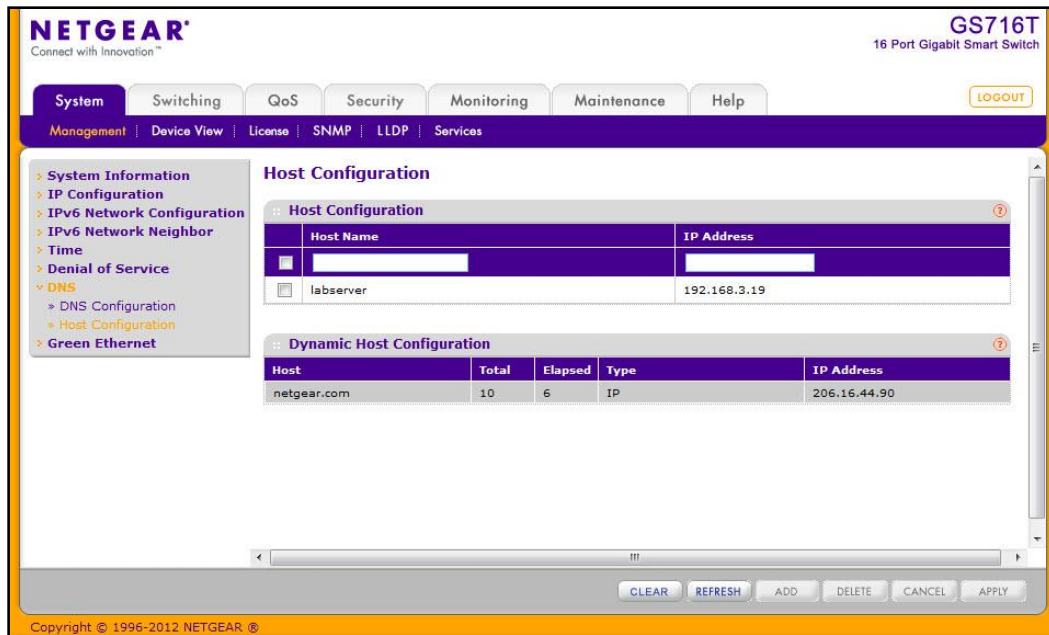 NETGEAR®
Connect with Innovation™
GS716T
16 Port Gigabit Smart Switch
System Switching QoS Security Monitoring Maintenance Help LOGOUT
Management Device View License SNMP LLDP Services
> System Information
> IP Configuration
> IPv6 Network Configuration
> IPv6 Network Neighbor
> Time
> Denial of Service
DNS
» DNS Configuration
» Host Configuration
> Green Ethernet
Host Configuration
Host Configuration ?
Host Name IP Address
labserver 192.168.3.19
Dynamic Host Configuration ?
Host Total Elapsed Type IP Address
netgear.com 10 6 IP 206.16.44.90
CLEAR REFRESH ADD DELETE CANCEL APPLY
Copyright © 1996-2012 NETGEAR ®